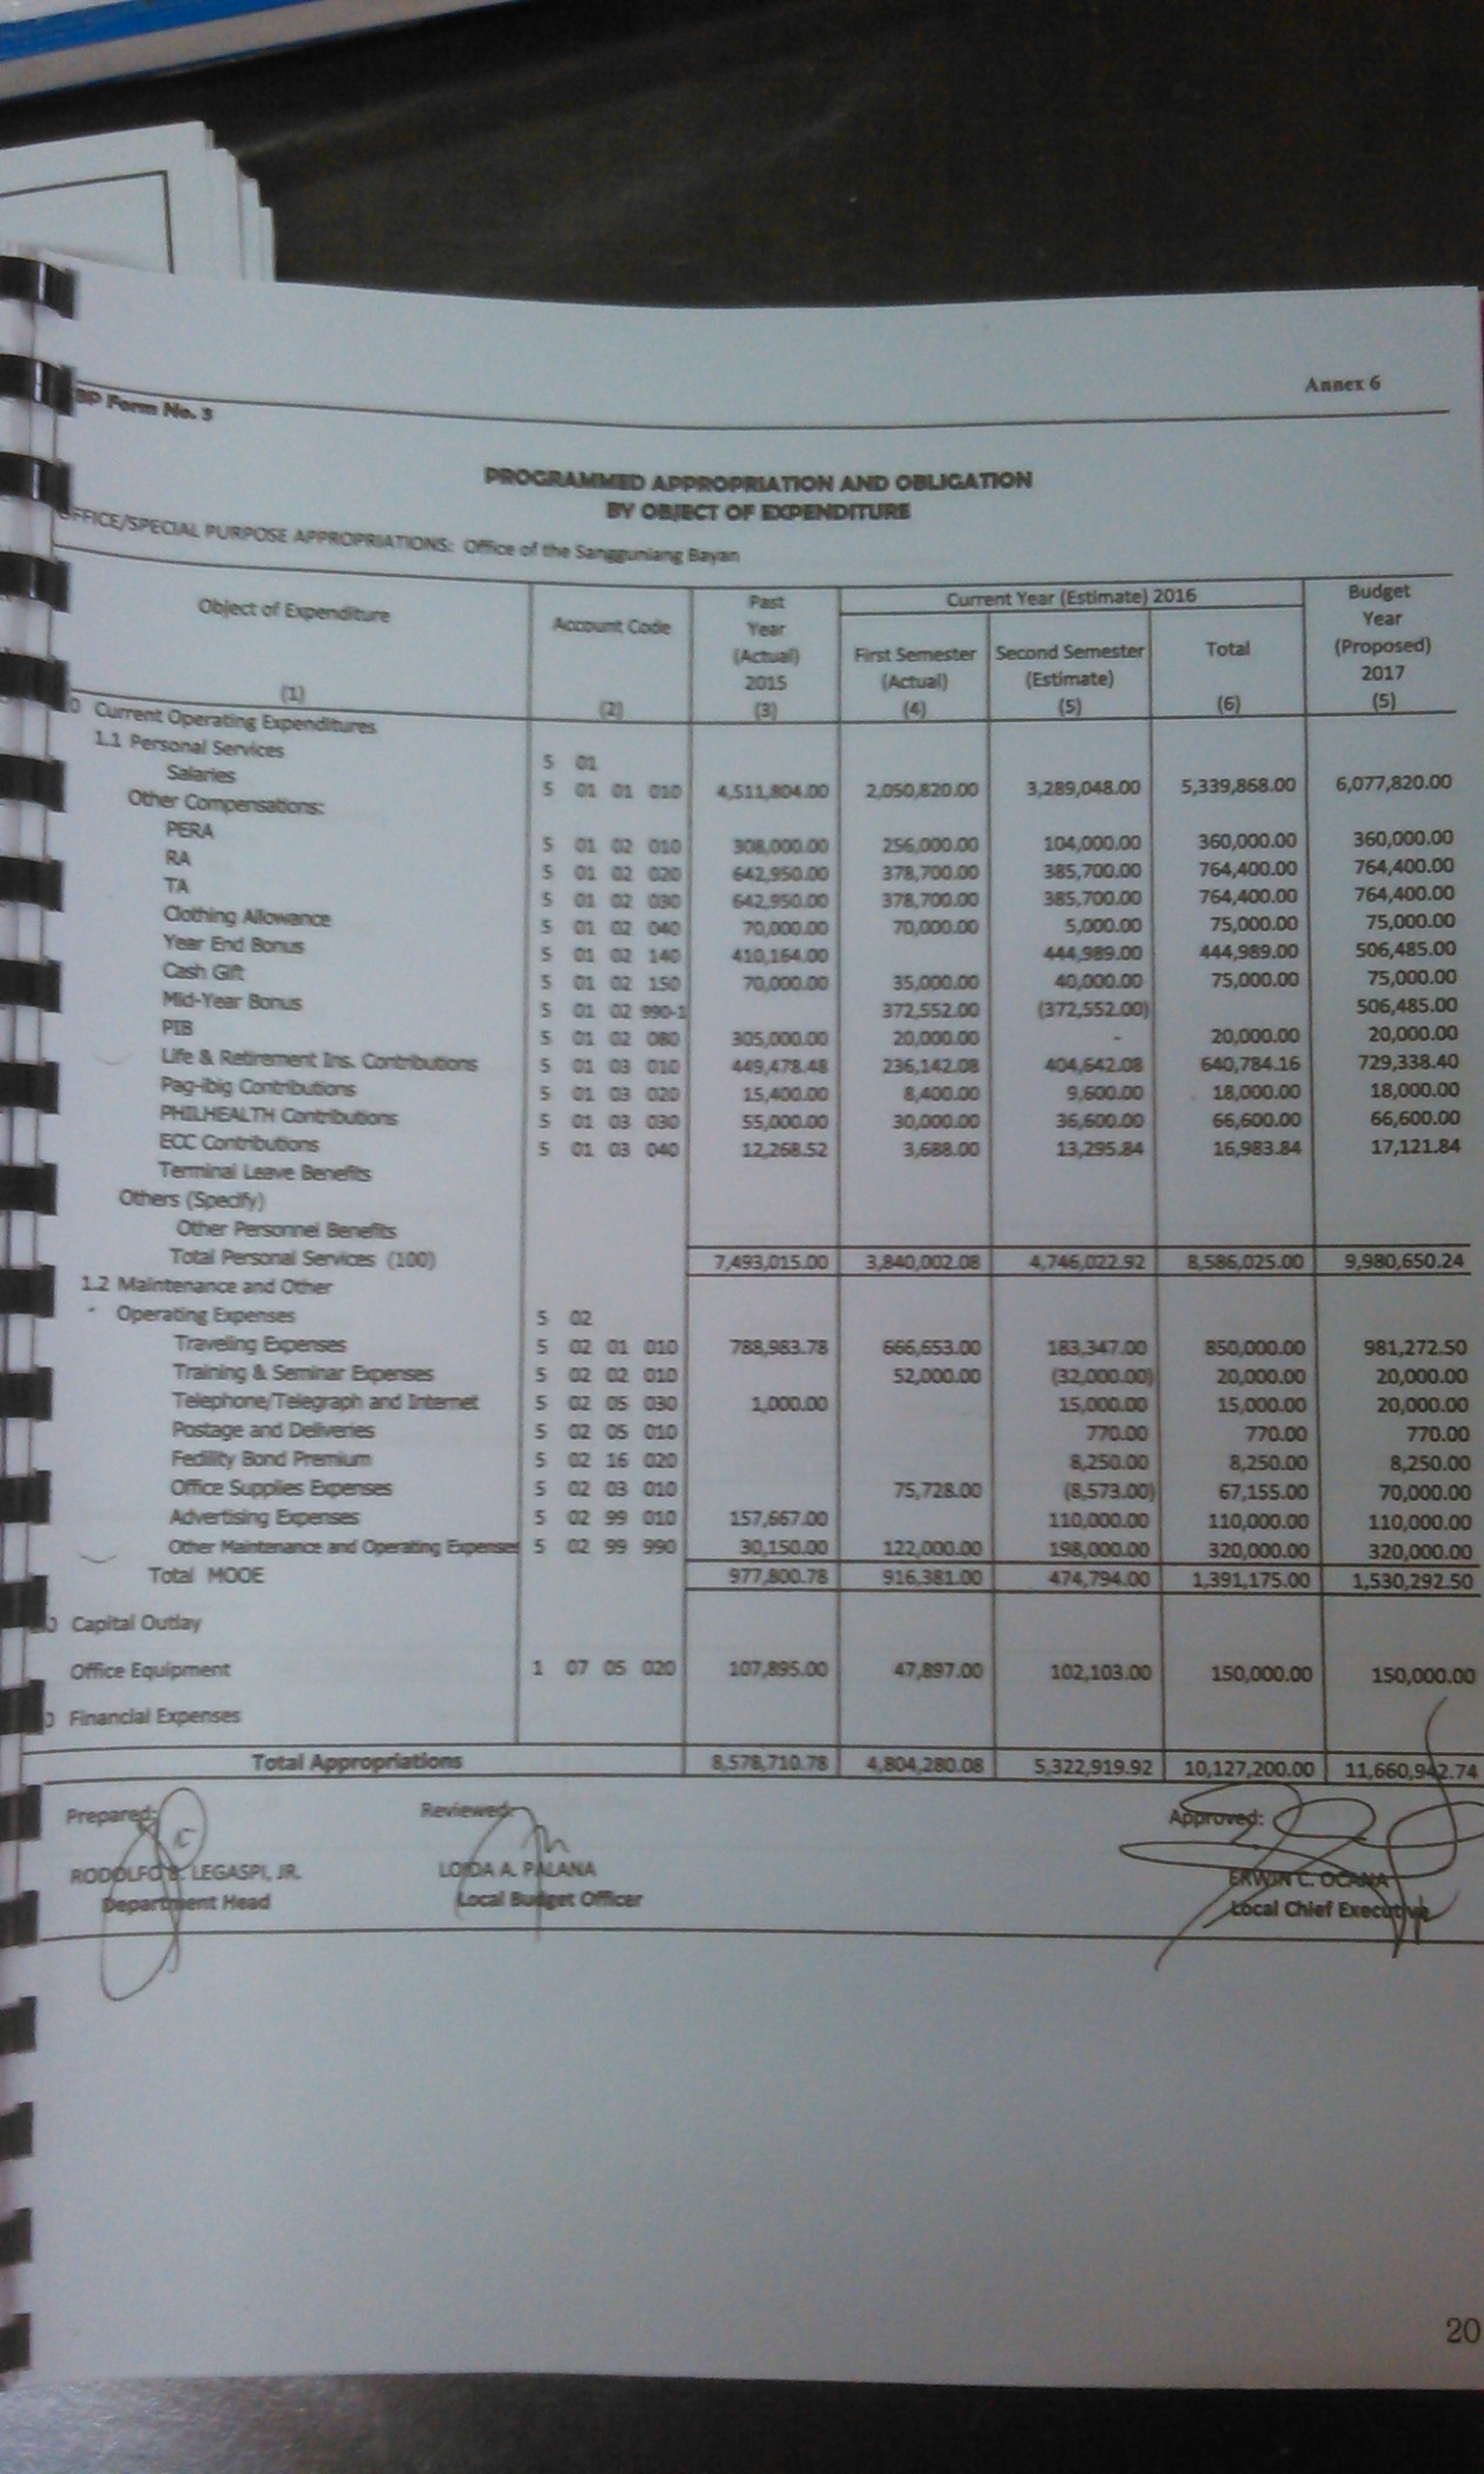 Annex 6
BP Form No. 3
PROGRAMMED APPROPRIATION AND OBLIGATION
BY OBJECT OF EXPENDITURE
OFFICE/SPECIAL PURPOSE APPROPRIATIONS: Office of the Sangguniang Bayan
Object of Expenditure (1) Account Code (2) Past Year (Actual) 2015 (3) Current Year (Estimate) 2016 First Semester (Actual) (4) Second Semester (Estimate) (5) Total (6) Budget Year (Proposed) 2017 (5)
0 Current Operating Expenditures
1.1 Personal Services 5 01
Salaries 5 01 01 010 4,511,804.00 2,050,820.00 3,289,048.00 5,339,868.00 6,077,820.00
Other Compensations:
PERA 5 01 02 010 308,000.00 256,000.00 104,000.00 360,000.00 360,000.00
RA 5 01 02 020 642,950.00 378,700.00 385,700.00 764,400.00 764,400.00
TA 5 01 02 030 642,950.00 378,700.00 385,700.00 764,400.00 764,400.00
Clothing Allowance 5 01 02 040 70,000.00 70,000.00 5,000.00 75,000.00 75,000.00
Year End Bonus 5 01 02 140 410,164.00 444,989.00 444,989.00 506,485.00
Cash Gift 5 01 02 150 70,000.00 35,000.00 40,000.00 75,000.00 75,000.00
Mid-Year Bonus 5 01 02 990-1 372,552.00 (372,552.00) 506,485.00
PIB 5 01 02 080 305,000.00 20,000.00 - 20,000.00 20,000.00
Life & Retirement Ins. Contributions 5 01 03 010 449,478.48 236,142.08 404,642.08 640,784.16 729,338.40
Pag-ibig Contributions 5 01 03 020 15,400.00 8,400.00 9,600.00 18,000.00 18,000.00
PHILHEALTH Contributions 5 01 03 030 55,000.00 30,000.00 36,600.00 66,600.00 66,600.00
ECC Contributions 5 01 03 040 12,268.52 3,688.00 13,295.84 16,983.84 17,121.84
Terminal Leave Benefits
Others (Specify)
Other Personnel Benefits
Total Personal Services (100) 7,493,015.00 3,840,002.08 4,746,022.92 8,586,025.00 9,980,650.24
1.2 Maintenance and Other
Operating Expenses 5 02
Traveling Expenses 5 02 01 010 788,983.78 666,653.00 183,347.00 850,000.00 981,272.50
Training & Seminar Expenses 5 02 02 010 52,000.00 (32,000.00) 20,000.00 20,000.00
Telephone/Telegraph and Internet 5 02 05 030 1,000.00 15,000.00 15,000.00 20,000.00
Postage and Deliveries 5 02 05 010 770.00 770.00 770.00
Fedility Bond Premium 5 02 16 020 8,250.00 8,250.00 8,250.00
Office Supplies Expenses 5 02 03 010 75,728.00 (8,573.00) 67,155.00 70,000.00
Advertising Expenses 5 02 99 010 157,667.00 110,000.00 110,000.00 110,000.00
Other Maintenance and Operating Expenses 5 02 99 990 30,150.00 122,000.00 198,000.00 320,000.00 320,000.00
Total MOOE 977,800.78 916,381.00 474,794.00 1,391,175.00 1,530,292.50
Capital Outlay
Office Equipment 1 07 05 020 107,895.00 47,897.00 102,103.00 150,000.00 150,000.00
Financial Expenses
Total Appropriations 8,578,710.78 4,804,280.08 5,322,919.92 10,127,200.00 11,660,942.74
Prepared: Reviewed: Approved:
RODOLFO B. LEGASPI, JR. LOIDA A. PALANA ERWIN C. OCANA
Department Head Local Budget Officer Local Chief Executive
20